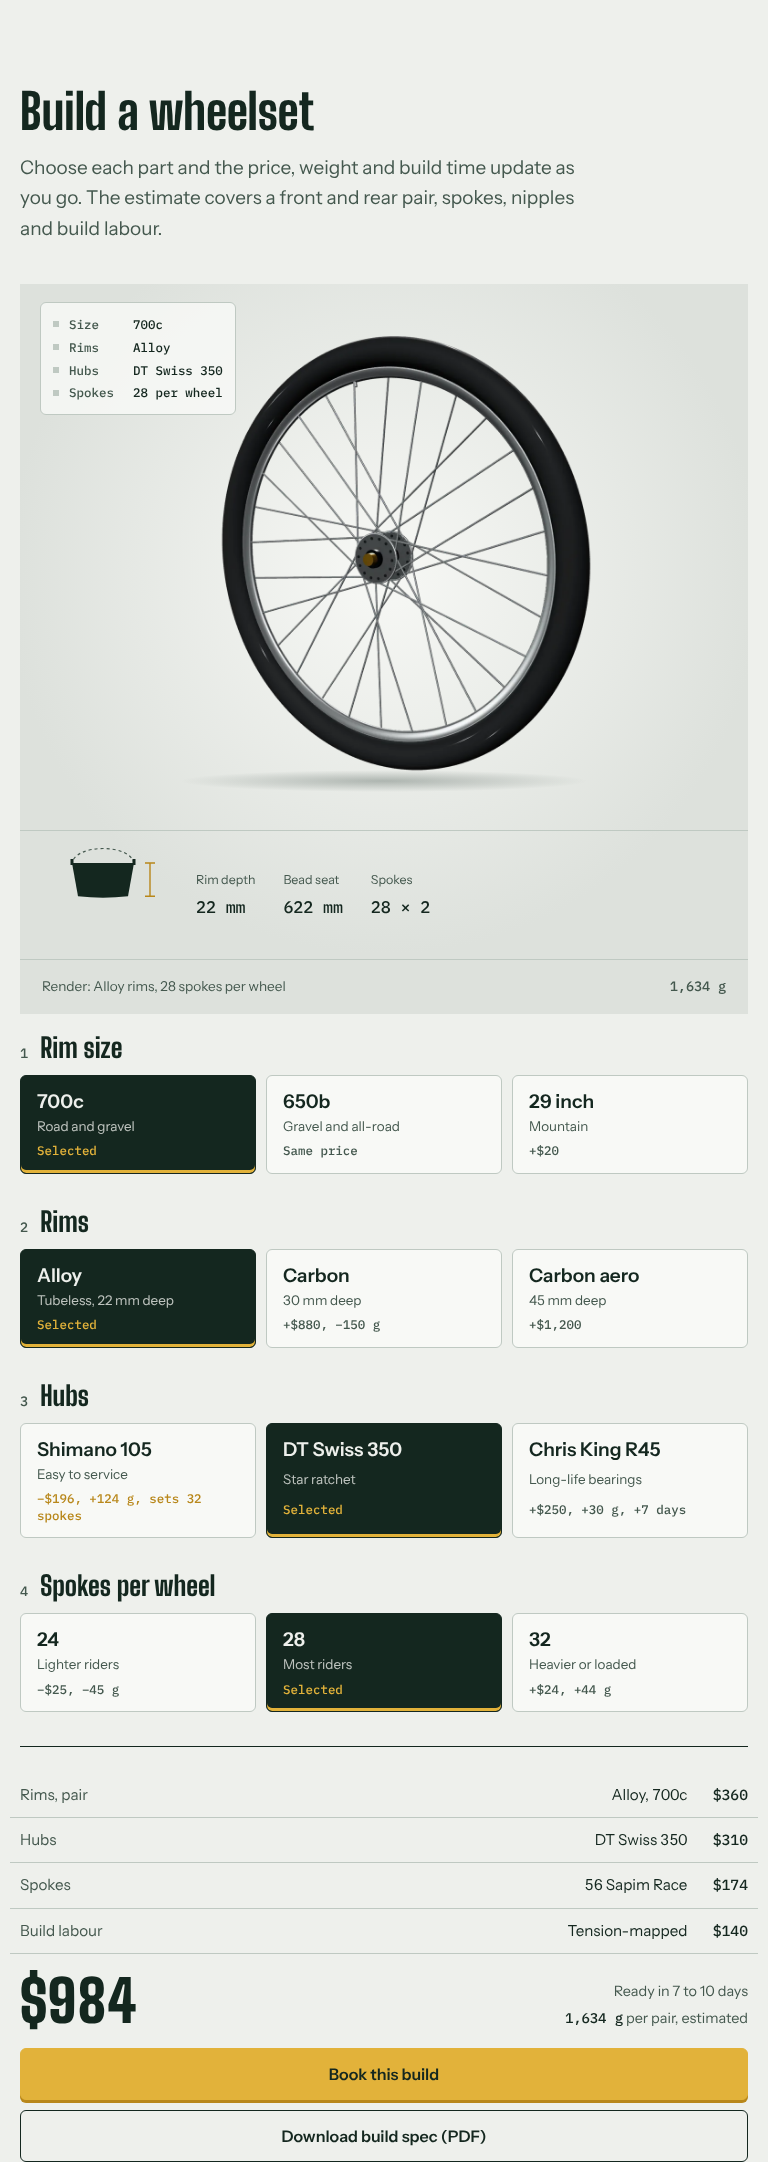 Build a wheelset
Choose each part and the price, weight and build time update as
you go. The estimate covers a front and rear pair, spokes, nipples
and build labour.
Size 700c
Rims Alloy
Hubs DT Swiss 350
Spokes 28 per wheel
Rim depth Bead seat Spokes
22 mm 622 mm 28 × 2
Render: Alloy rims, 28 spokes per wheel 1,634 g
1 Rim size
700c 650b 29 inch
Road and gravel Gravel and all-road Mountain
Selected Same price +$20
2 Rims
Alloy Carbon Carbon aero
Tubeless, 22 mm deep 30 mm deep 45 mm deep
Selected +$880, −150 g +$1,200
3 Hubs
Shimano 105 DT Swiss 350 Chris King R45
Easy to service Star ratchet Long-life bearings
−$196, +124 g, sets 32
spokes
Selected +$250, +30 g, +7 days
4 Spokes per wheel
24 28 32
Lighter riders Most riders Heavier or loaded
−$25, −45 g Selected +$24, +44 g
Rims, pair Alloy, 700c $360
Hubs DT Swiss 350 $310
Spokes 56 Sapim Race $174
Build labour Tension-mapped $140
$984
Ready in 7 to 10 days
1,634 g per pair, estimated
Book this build
Download build spec (PDF)